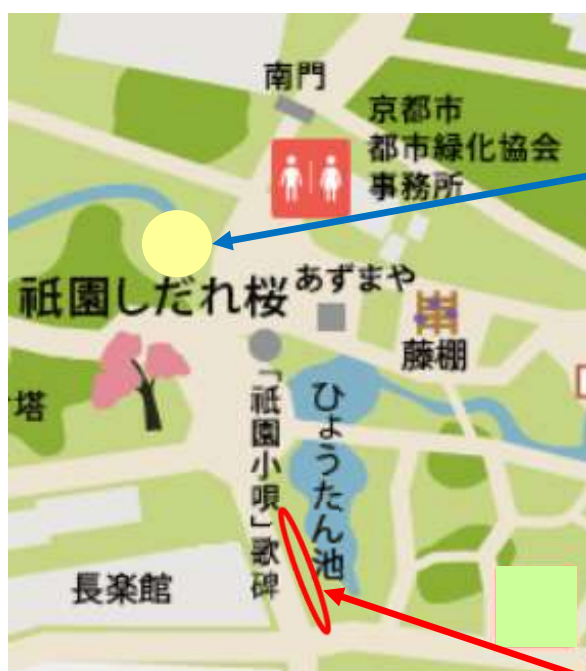 南門
京都市
都市緑化協会
事務所
祇園しだれ桜
あずまや
藤棚
塔
「祇園小唄」歌碑
ひょうたん池
長楽館